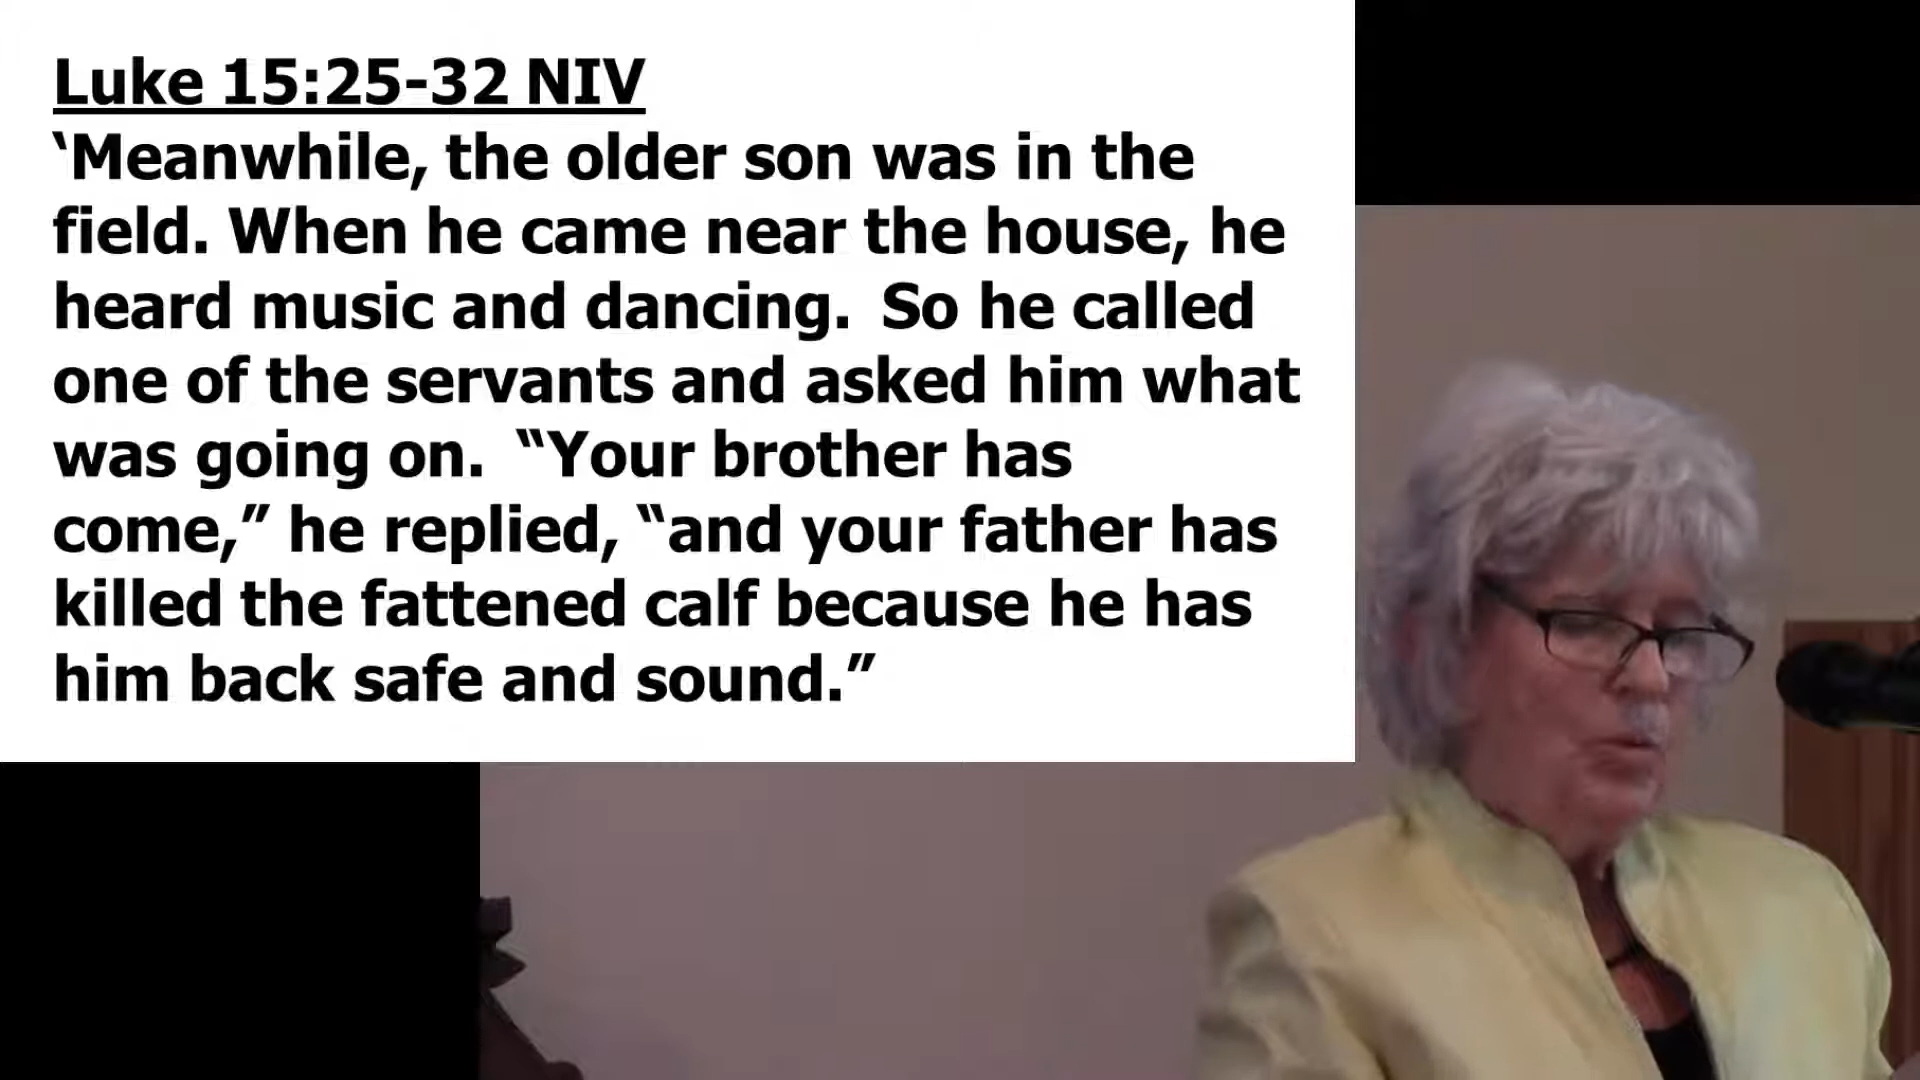 Luke 15:25-32 NIV
‘Meanwhile, the older son was in the
field. When he came near the house, he
heard music and dancing.  So he called
one of the servants and asked him what
was going on.  “Your brother has
come,” he replied, “and your father has
killed the fattened calf because he has
him back safe and sound.”